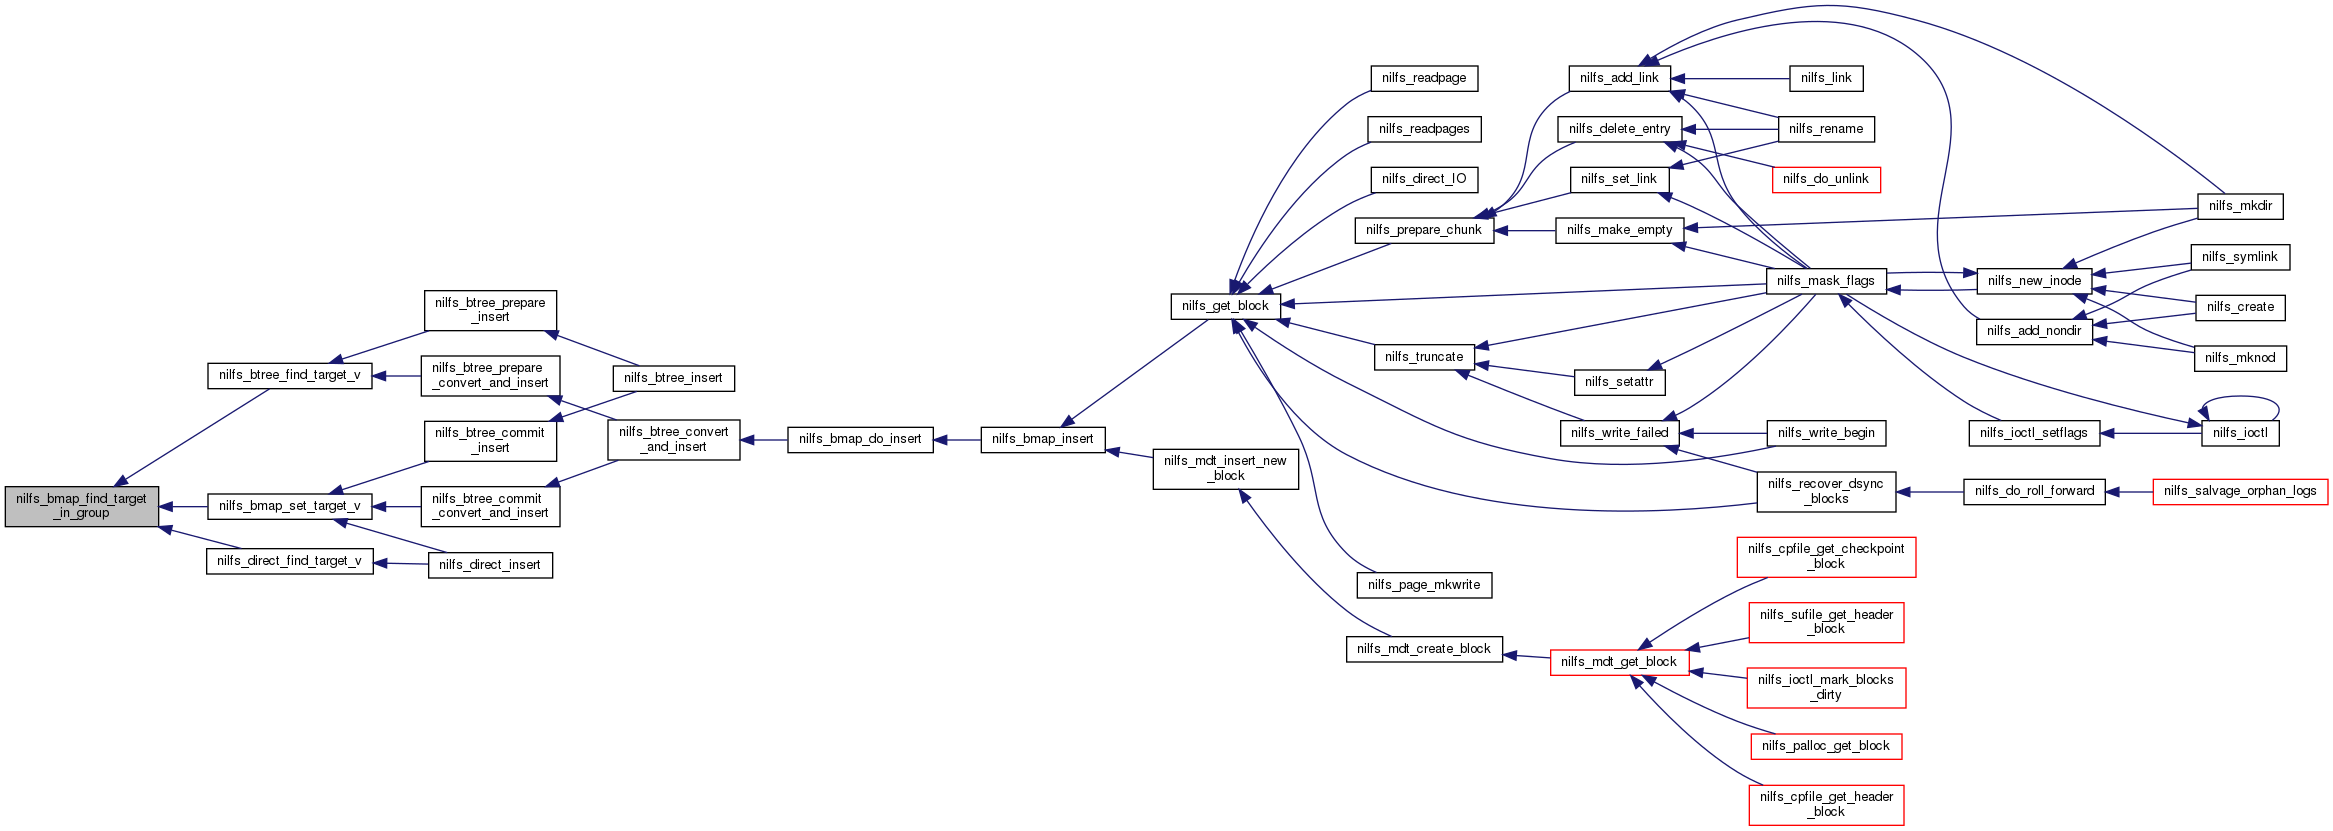 nilfs_bmap_find_target
_in_group
nilfs_btree_find_target_v
nilfs_bmap_set_target_v
nilfs_direct_find_target_v
nilfs_btree_prepare
_insert
nilfs_btree_prepare
_convert_and_insert
nilfs_btree_commit
_insert
nilfs_btree_commit
_convert_and_insert
nilfs_direct_insert
nilfs_btree_insert
nilfs_btree_convert
_and_insert
nilfs_bmap_do_insert
nilfs_bmap_insert
nilfs_get_block
nilfs_mdt_insert_new
_block
nilfs_readpage
nilfs_readpages
nilfs_direct_IO
nilfs_prepare_chunk
nilfs_truncate
nilfs_page_mkwrite
nilfs_mdt_create_block
nilfs_add_link
nilfs_delete_entry
nilfs_set_link
nilfs_make_empty
nilfs_setattr
nilfs_write_failed
nilfs_mdt_get_block
nilfs_link
nilfs_rename
nilfs_do_unlink
nilfs_mask_flags
nilfs_write_begin
nilfs_recover_dsync
_blocks
nilfs_cpfile_get_checkpoint
_block
nilfs_sufile_get_header
_block
nilfs_ioctl_mark_blocks
_dirty
nilfs_palloc_get_block
nilfs_cpfile_get_header
_block
nilfs_new_inode
nilfs_add_nondir
nilfs_ioctl_setflags
nilfs_do_roll_forward
nilfs_mkdir
nilfs_symlink
nilfs_create
nilfs_mknod
nilfs_ioctl
nilfs_salvage_orphan_logs